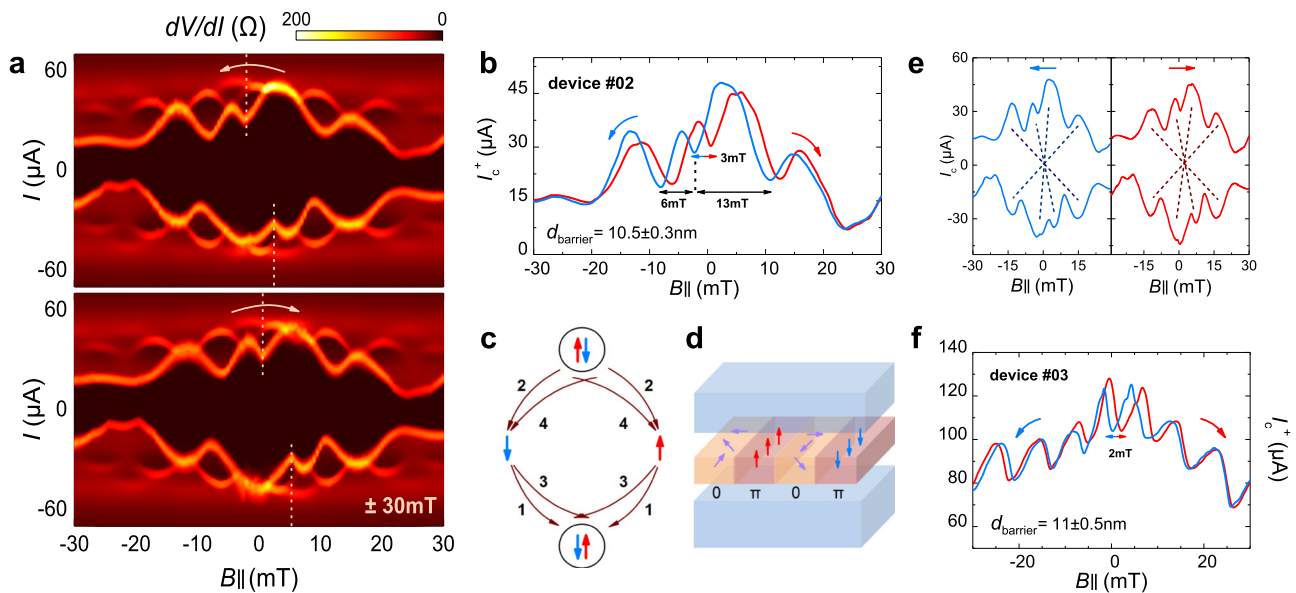 dV/dI (Ω)
200
0
a
60
I (μA)
0
-60
60
I (μA)
0
-60
± 30mT
-30
-20
-10
0
10
20
30
B|| (mT)
b
device #02
45
30
15
0
I_c^+ (μA)
3mT
6mT
13mT
d_barrier = 10.5±0.3nm
-30
-20
-10
0
10
20
30
B|| (mT)
c
2
2
4
4
3
3
1
1
d
0
π
0
π
e
60
30
0
-30
I_c (μA)
-30
-15
0
15
-15
0
15
30
B|| (mT)
B|| (mT)
f
device #03
140
120
100
80
60
I_c^+ (μA)
2mT
d_barrier = 11±0.5nm
-20
0
20
B|| (mT)